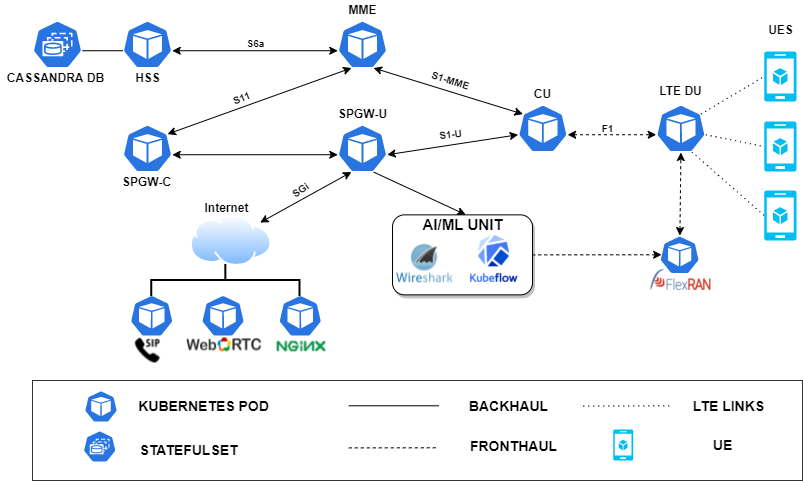 MME
UES
S6a
CASSANDRA DB
HSS
S1-MME
CU
LTE DU
S11
SPGW-U
S1-U
F1
SPGW-C
SGi
Internet
AI/ML UNIT
Wireshark
Kubeflow
FlexRAN
SIP
WebRTC
NGINX
KUBERNETES POD
BACKHAUL
LTE LINKS
STATEFULSET
FRONTHAUL
UE